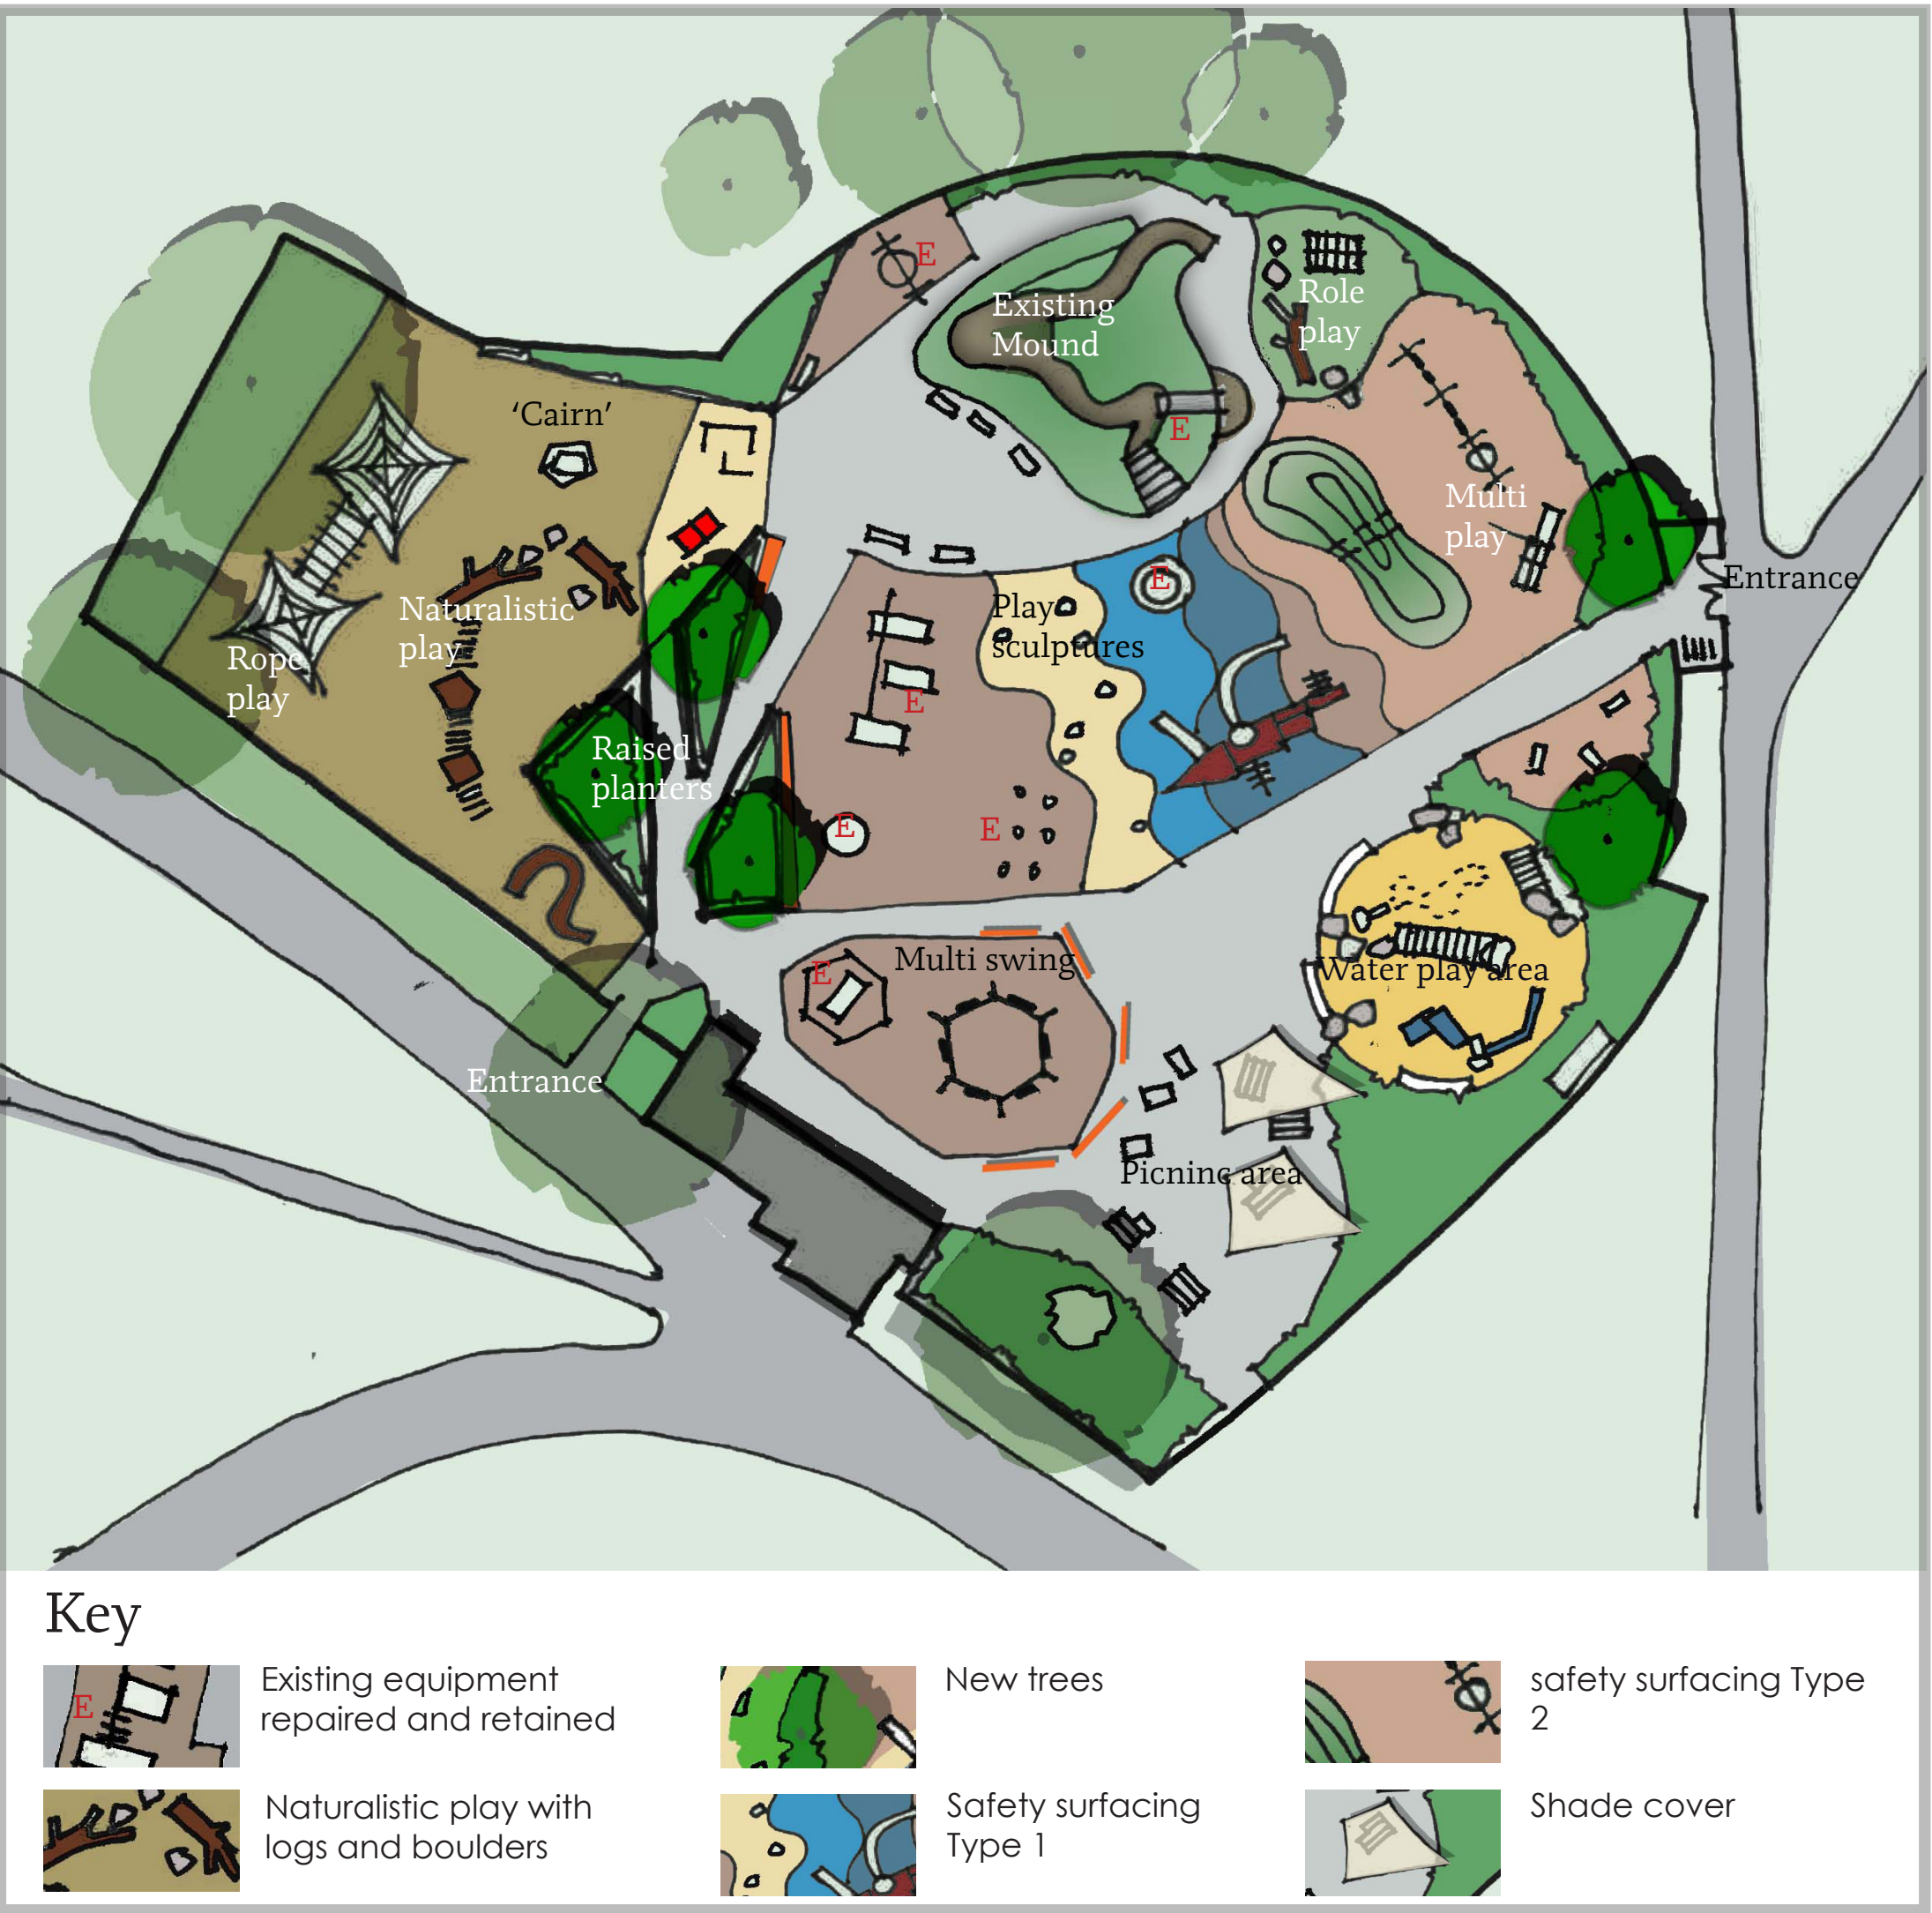 E
Existing
Mound
Role
play
'Cairn'
E
Multi
play
Entrance
E
Play
sculptures
Naturalistic
play
Rope
play
E
Raised
planters
E
E
Multi swing
E
Water play area
Entrance
Picninc area
Key
E
Existing equipment
repaired and retained
New trees
safety surfacing Type
2
Naturalistic play with
logs and boulders
Safety surfacing
Type 1
Shade cover